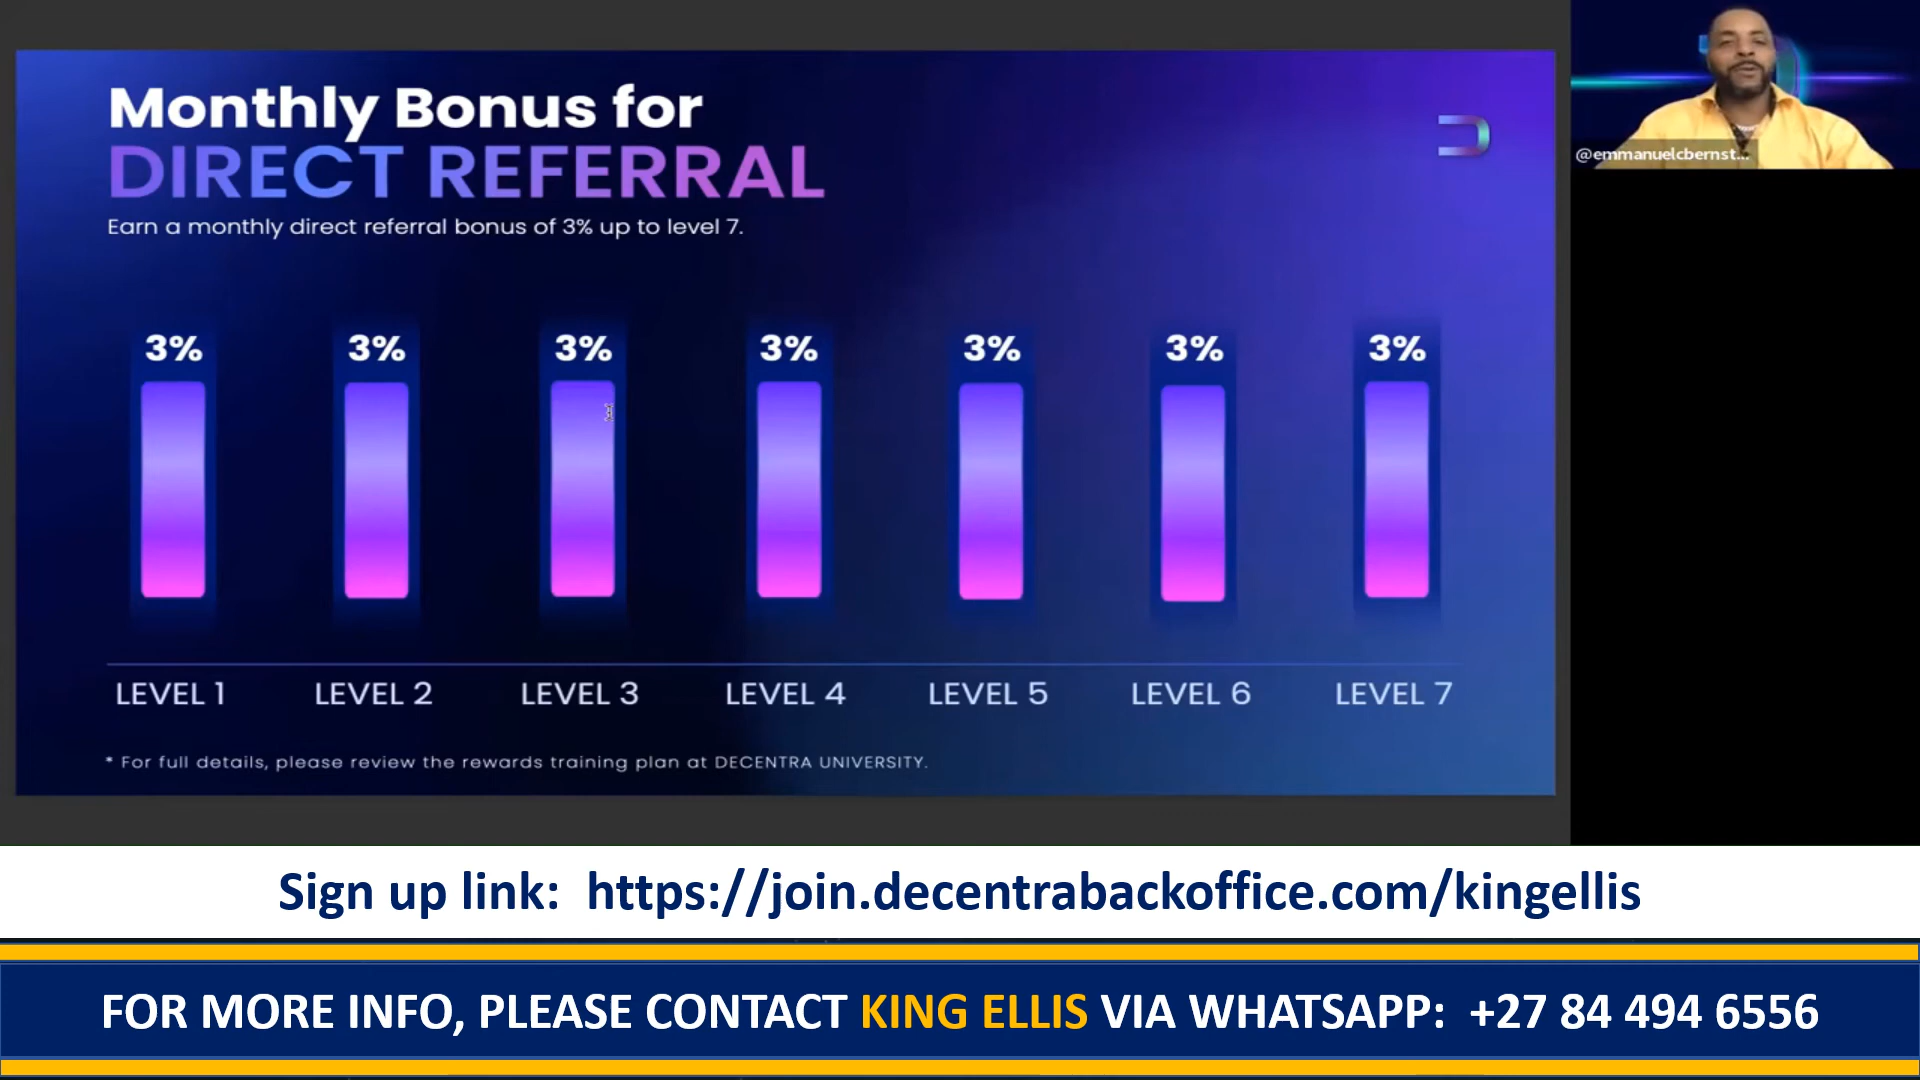 Monthly Bonus for
DIRECT REFERRAL
Earn a monthly direct referral bonus of 3% up to level 7.
@emmanuelcbernst...
3% 3% 3% 3% 3% 3% 3%
LEVEL 1 LEVEL 2 LEVEL 3 LEVEL 4 LEVEL 5 LEVEL 6 LEVEL 7
* For full details, please review the rewards training plan at DECENTRA UNIVERSITY.
Sign up link: https://join.decentrabackoffice.com/kingellis
FOR MORE INFO, PLEASE CONTACT KING ELLIS VIA WHATSAPP: +27 84 494 6556